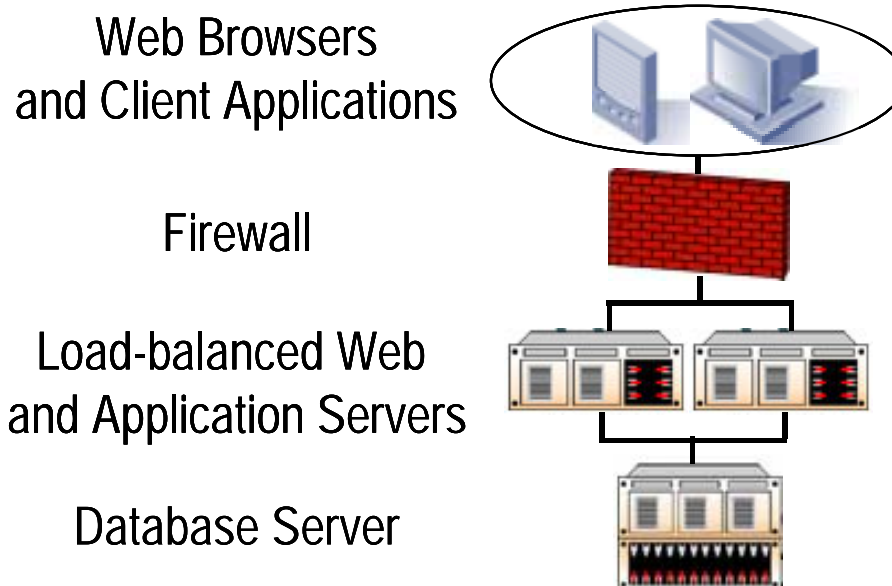 Web Browsers
and Client Applications
Firewall
Load-balanced Web
and Application Servers
Database Server